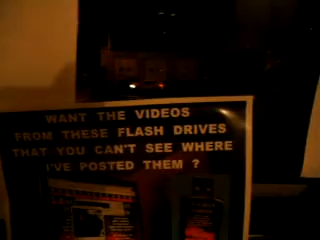 WANT THE VIDEOS
FROM THESE FLASH DRIVES
THAT YOU CAN'T SEE WHERE
I'VE POSTED THEM ?